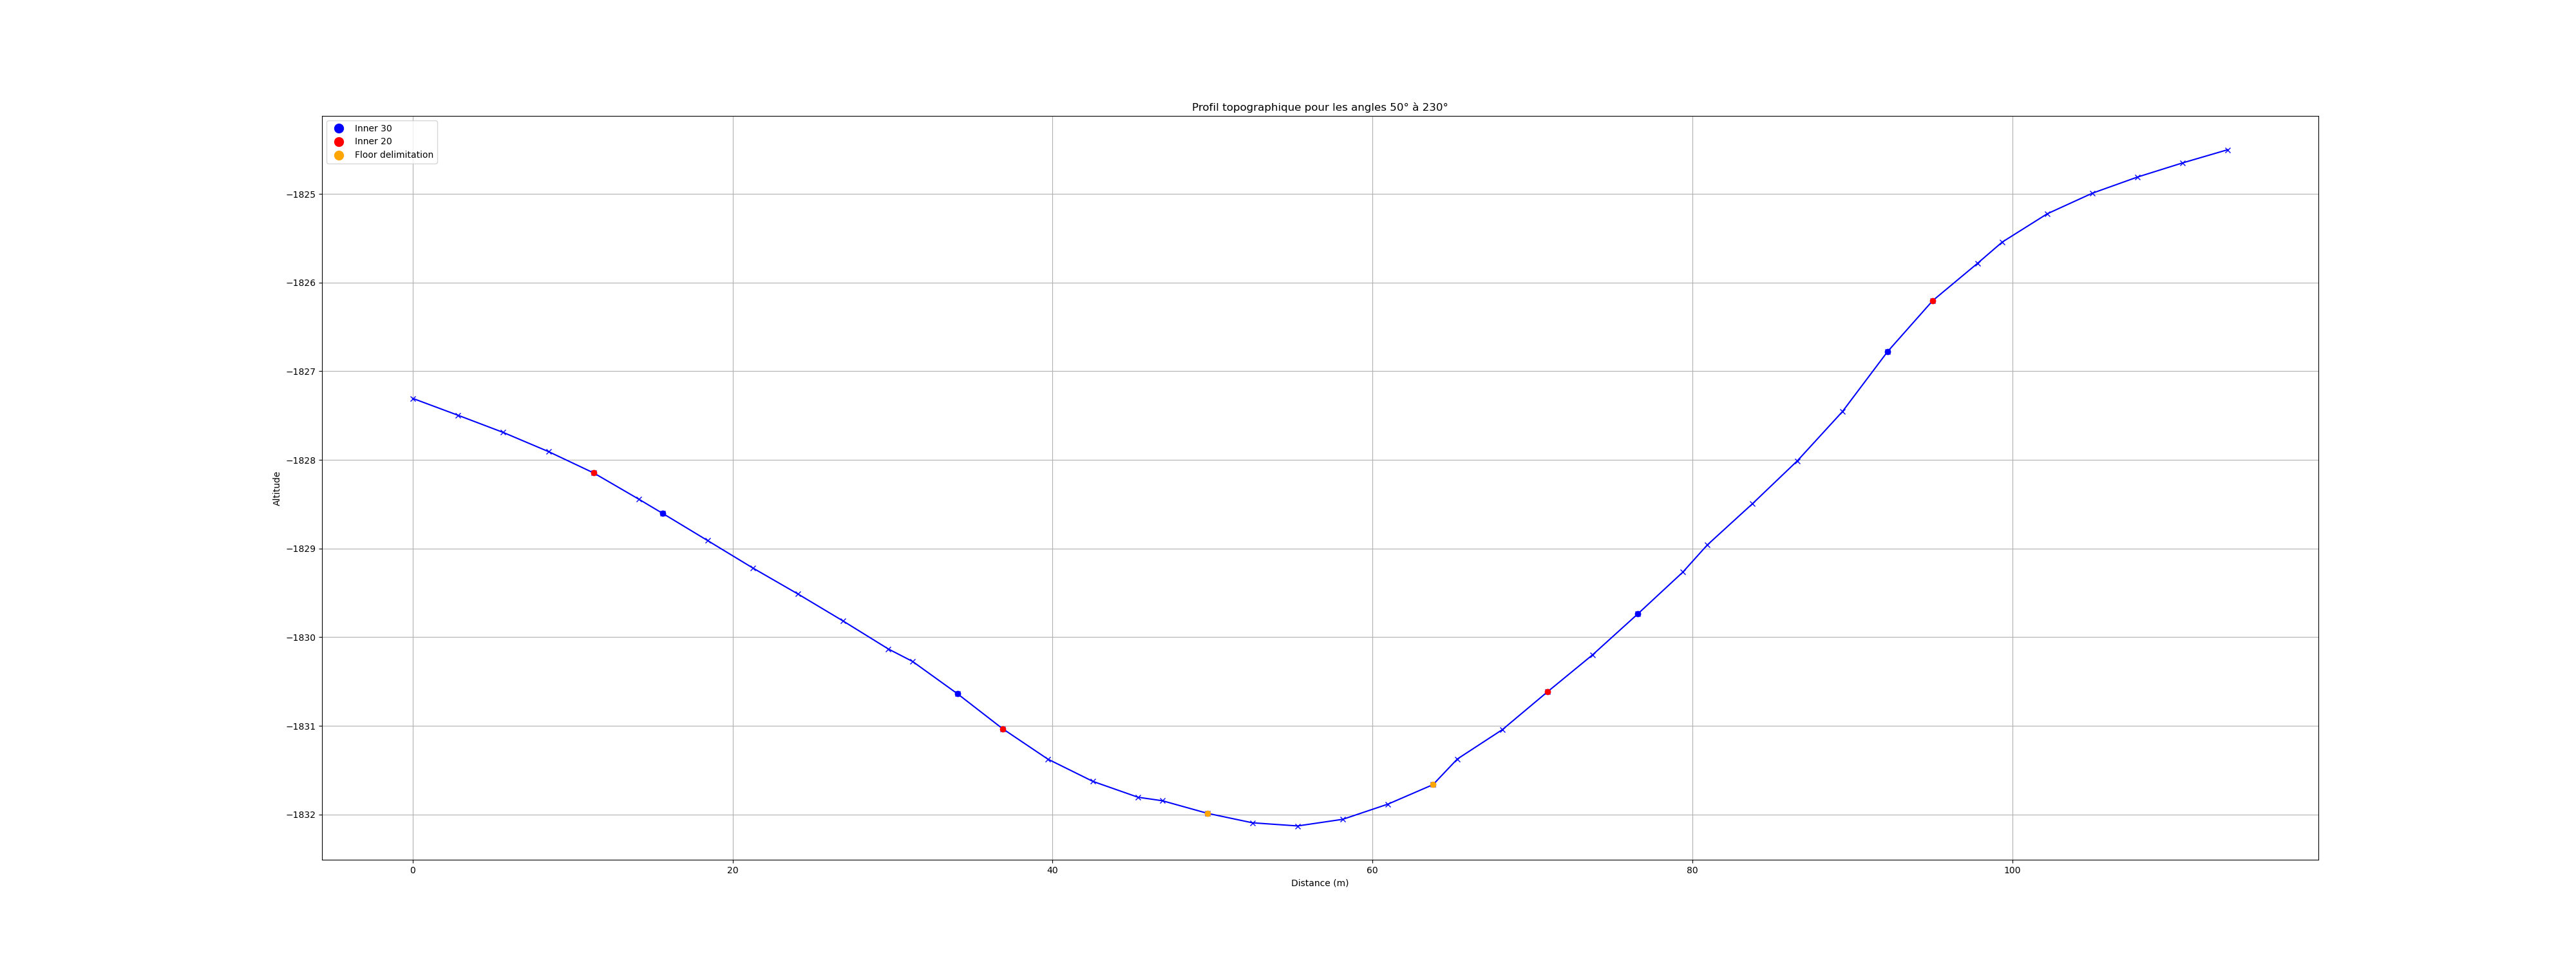 Profil topographique pour les angles 50° à 230°
Inner 30
Inner 20
Floor delimitation
−1825
−1826
−1827
−1828
−1829
−1830
−1831
−1832
Altitude
0 20 40 60 80 100
Distance (m)